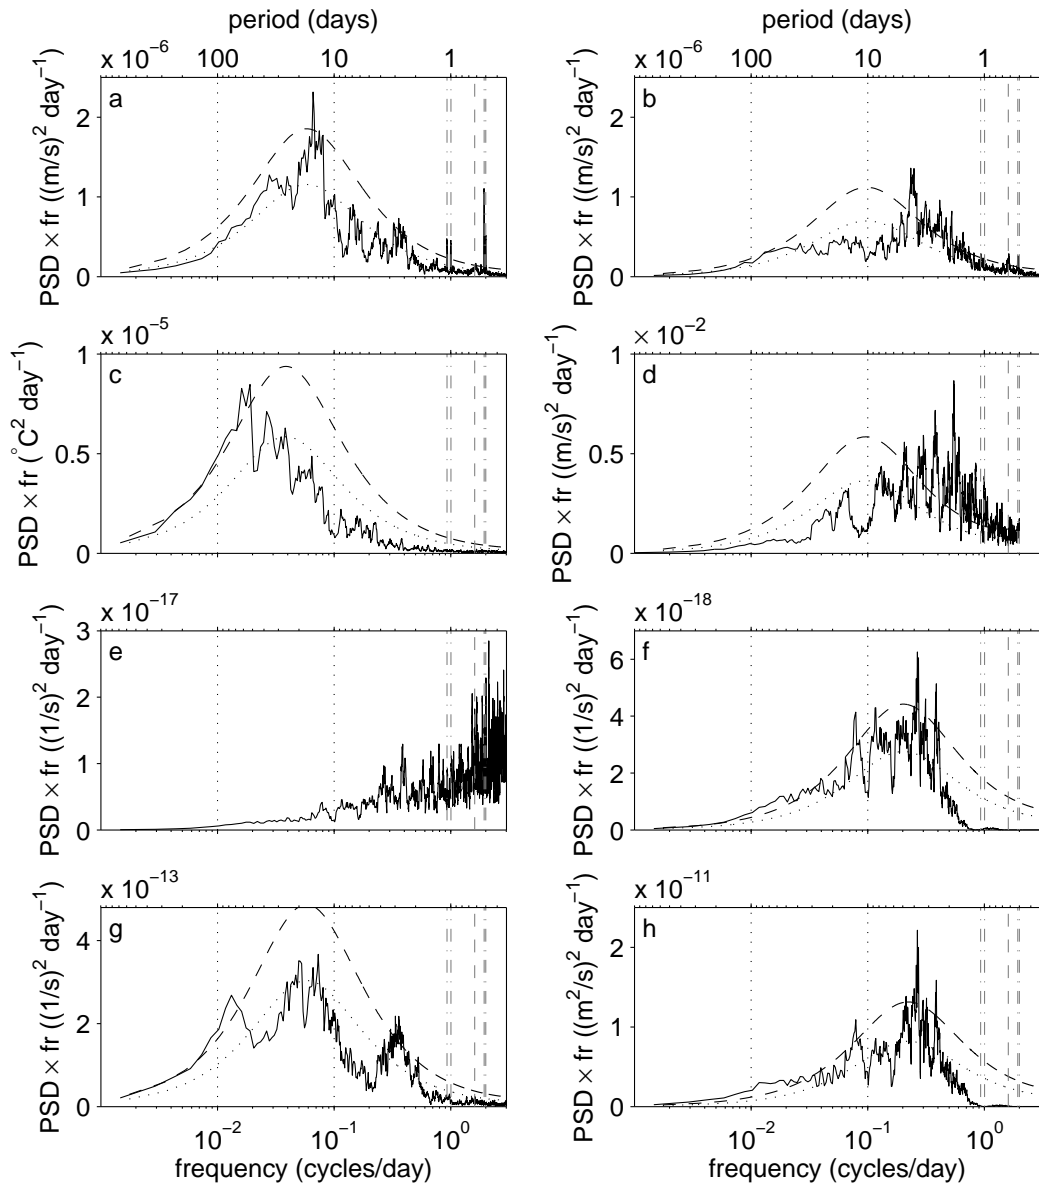 period (days)
period (days)
x 10⁻⁶ 100 10 1
x 10⁻⁶ 100 10 1
a
2
1
0
PSD × fr ((m/s)² day⁻¹)
b
2
1
0
PSD × fr ((m/s)² day⁻¹)
x 10⁻⁵
× 10⁻²
c
1
0.5
0
PSD × fr (°C² day⁻¹)
d
1
0.5
0
PSD × fr ((m/s)² day⁻¹)
x 10⁻¹⁷
x 10⁻¹⁸
e
3
2
1
0
PSD × fr ((1/s)² day⁻¹)
f
6
4
2
0
PSD × fr ((1/s)² day⁻¹)
x 10⁻¹³
x 10⁻¹¹
g
4
2
0
PSD × fr ((1/s)² day⁻¹)
h
2
1
0
PSD × fr ((m²/s)² day⁻¹)
10⁻² 10⁻¹ 10⁰
10⁻² 10⁻¹ 10⁰
frequency (cycles/day)
frequency (cycles/day)